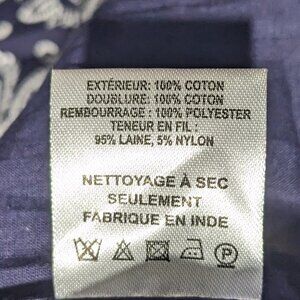 EXTÉRIEUR: 100% COTON
DOUBLURE: 100% COTON
REMBOURRAGE : 100% POLYESTER
TENEUR EN FIL :
95% LAINE, 5% NYLON
NETTOYAGE À SEC
SEULEMENT
FABRIQUE EN INDE
P